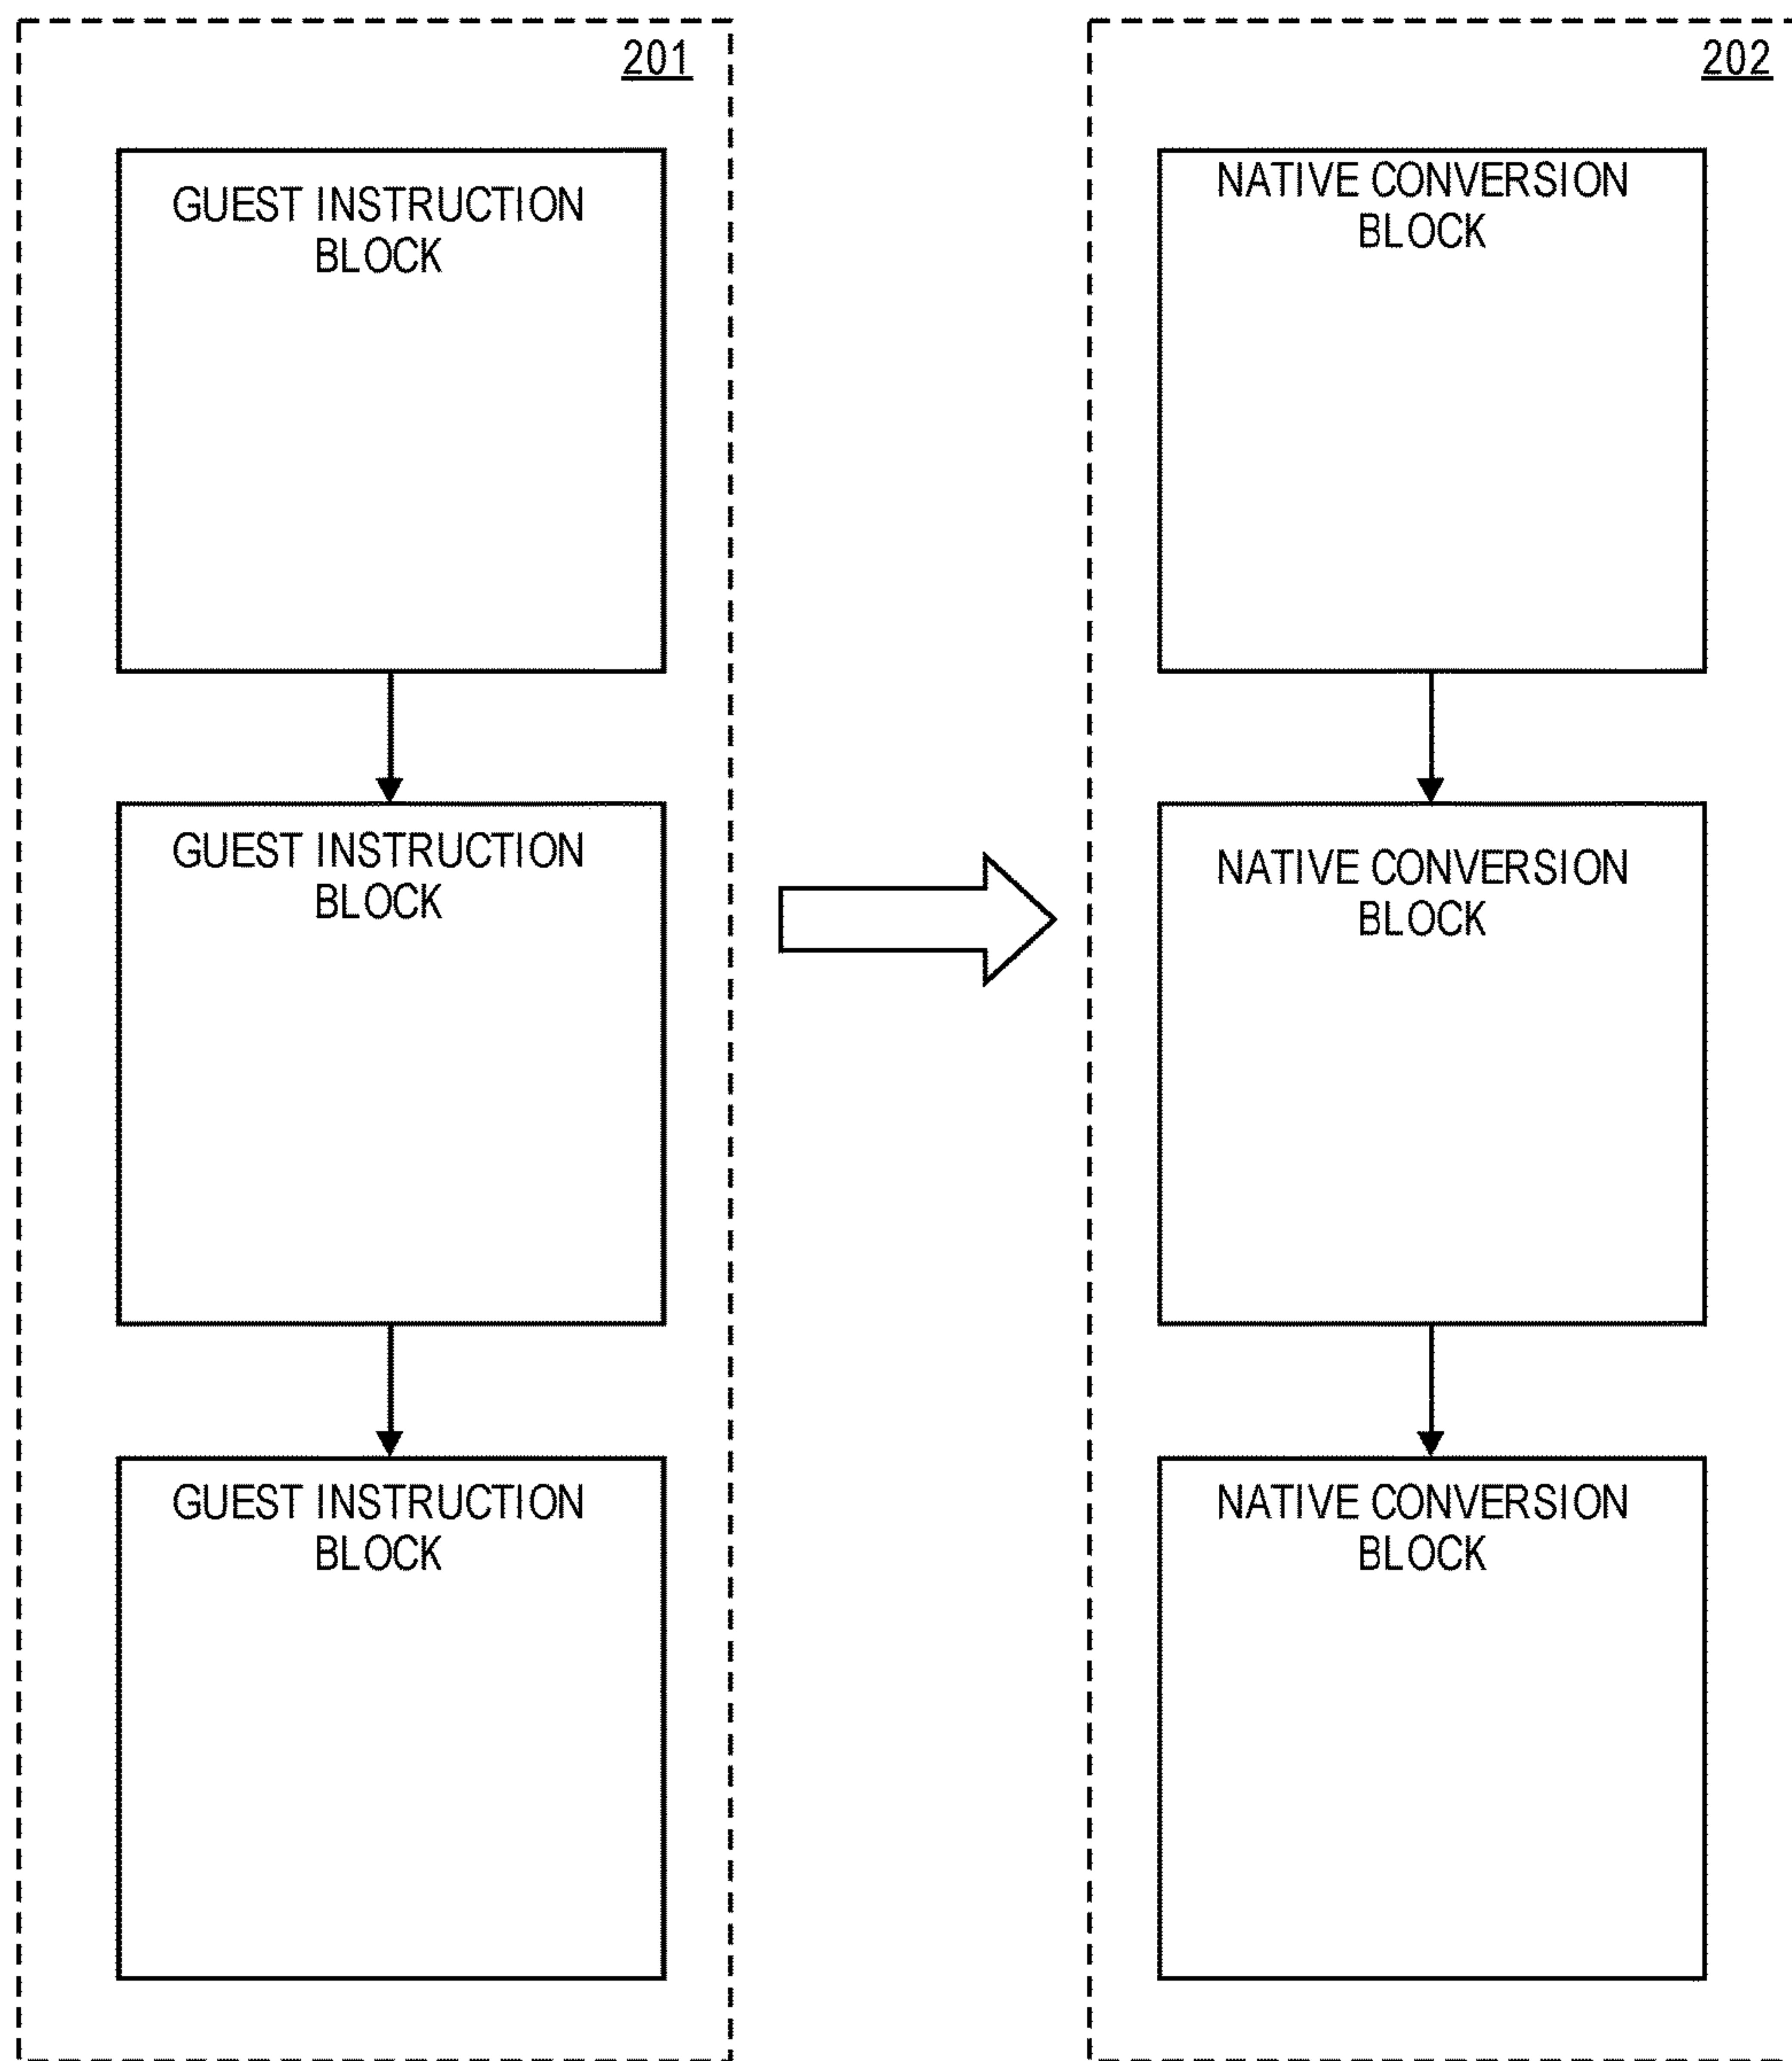 201
GUEST INSTRUCTION
BLOCK
GUEST INSTRUCTION
BLOCK
GUEST INSTRUCTION
BLOCK
202
NATIVE CONVERSION
BLOCK
NATIVE CONVERSION
BLOCK
NATIVE CONVERSION
BLOCK